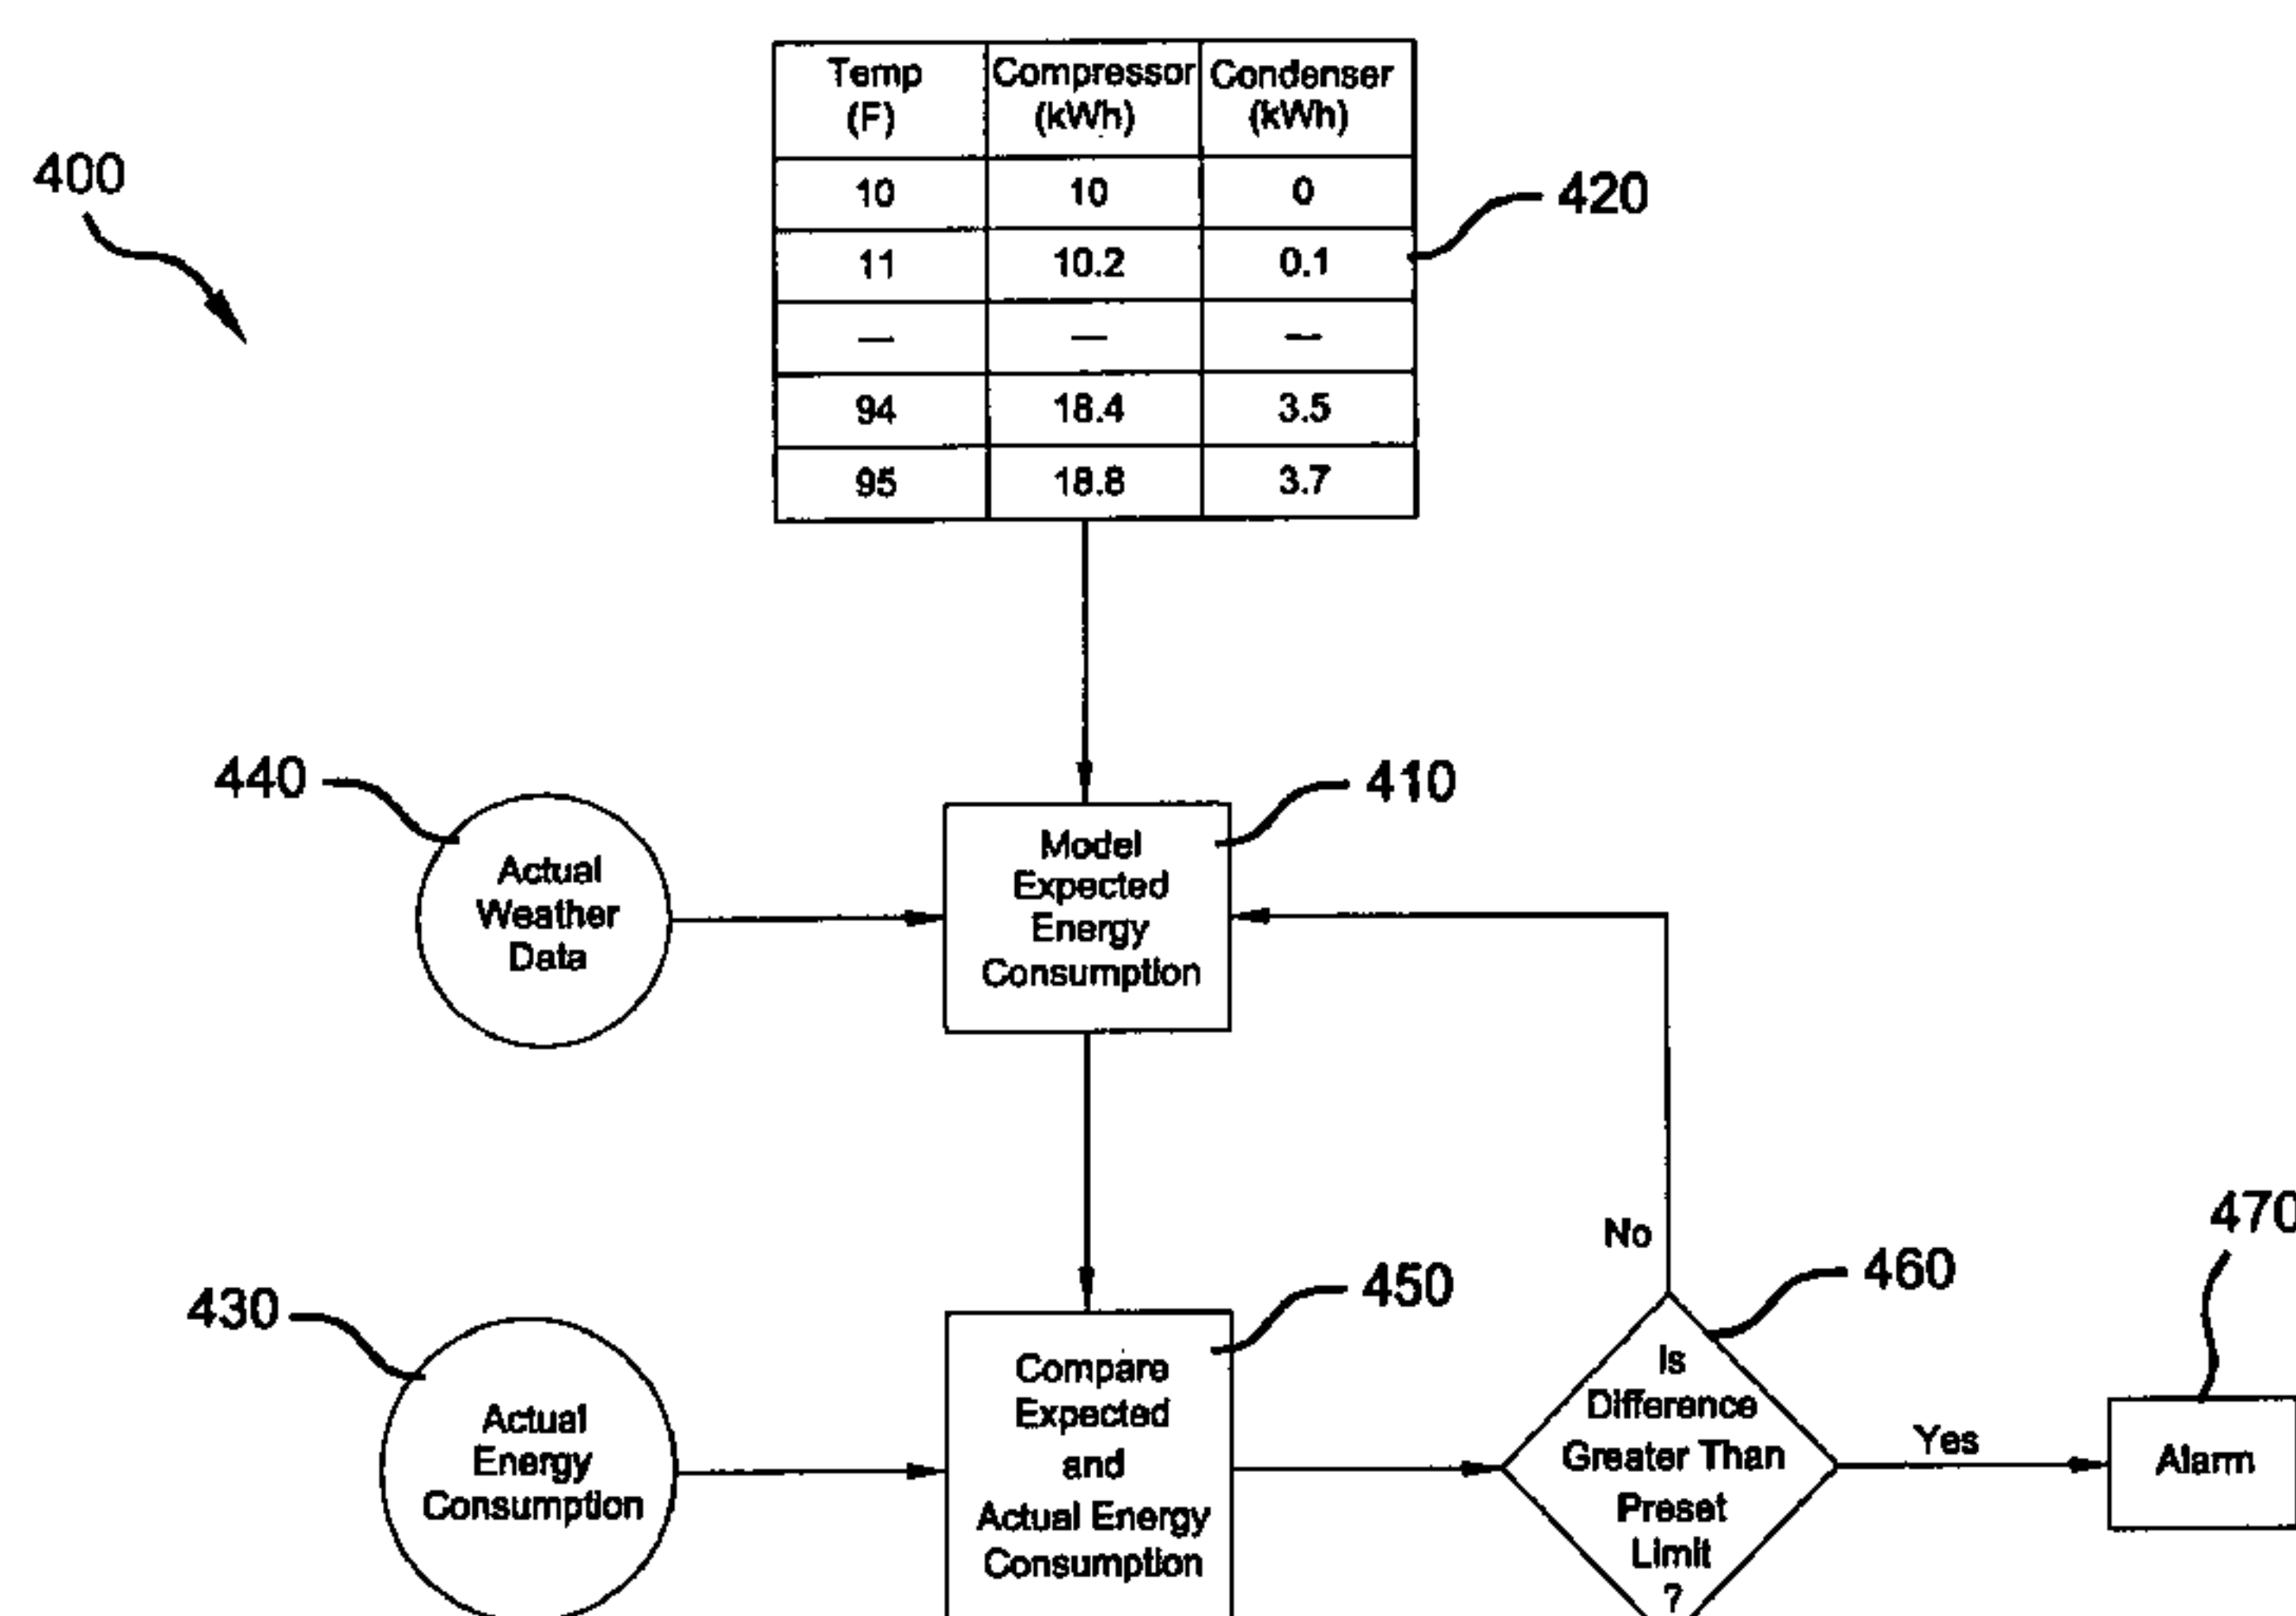 Temp (F) Compressor (kWh) Condenser (kWh)
10 10 0
11 10.2 0.1
— — —
94 18.4 3.5
95 18.8 3.7
400
420
440
Actual
Weather
Data
410
Model
Expected
Energy
Consumption
430
Actual
Energy
Consumption
450
Compare
Expected
and
Actual Energy
Consumption
No
460
Is
Difference
Greater Than
Preset
Limit
?
Yes
470
Alarm